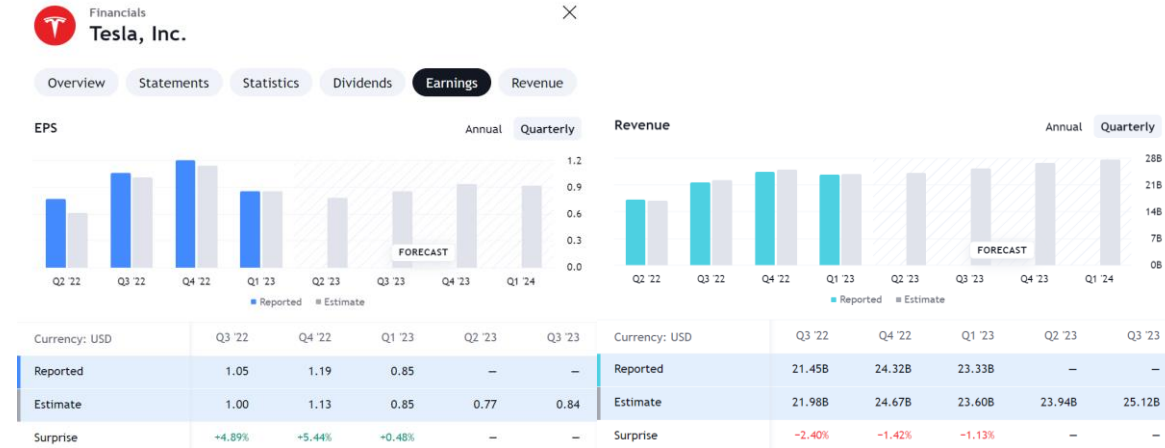 Financials
Tesla, Inc.
Overview Statements Statistics Dividends Earnings Revenue
EPS
Annual Quarterly
1.2
0.9
0.6
0.3
0.0
FORECAST
Q2 '22 Q3 '22 Q4 '22 Q1 '23 Q2 '23 Q3 '23 Q4 '23 Q1 '24
Reported Estimate
Currency: USD Q3 '22 Q4 '22 Q1 '23 Q2 '23 Q3 '23
Reported 1.05 1.19 0.85 — —
Estimate 1.00 1.13 0.85 0.77 0.84
Surprise +4.89% +5.44% +0.48% — —
Revenue
Annual Quarterly
28B
21B
14B
7B
0B
FORECAST
Q2 '22 Q3 '22 Q4 '22 Q1 '23 Q2 '23 Q3 '23 Q4 '23 Q1 '24
Reported Estimate
Currency: USD Q3 '22 Q4 '22 Q1 '23 Q2 '23 Q3 '23
Reported 21.45B 24.32B 23.33B — —
Estimate 21.98B 24.67B 23.60B 23.94B 25.12B
Surprise −2.40% −1.42% −1.13% — —